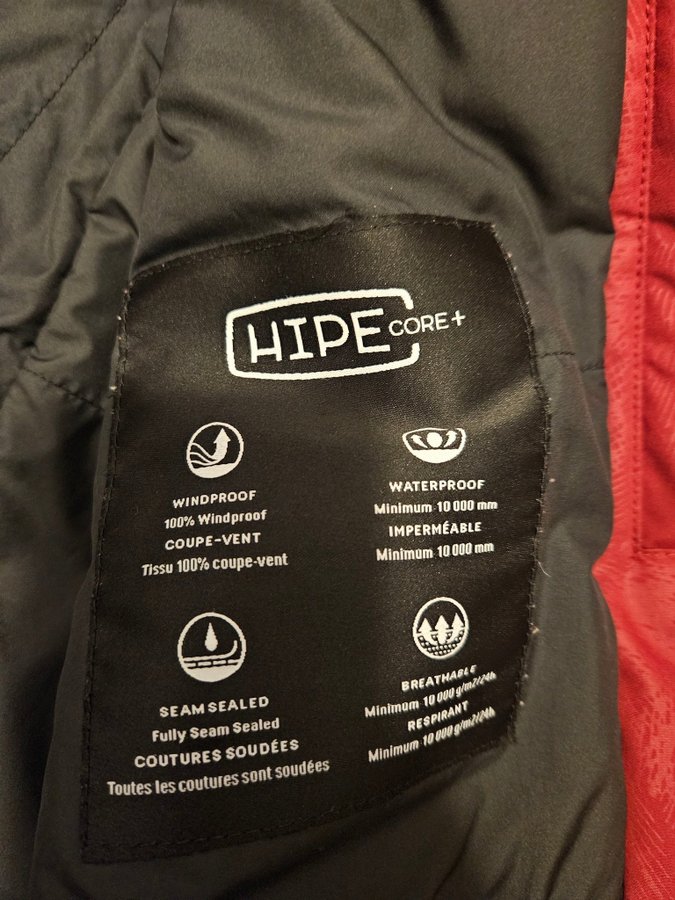 HIPE CORE+
WINDPROOF
100% Windproof
COUPE-VENT
Tissu 100% coupe-vent
WATERPROOF
Minimum 10 000 mm
IMPERMÉABLE
Minimum 10 000 mm
SEAM SEALED
Fully Seam Sealed
COUTURES SOUDÉES
Toutes les coutures sont soudées
BREATHABLE
Minimum 10 000 g/m2/24h
RESPIRANT
Minimum 10 000 g/m2/24h